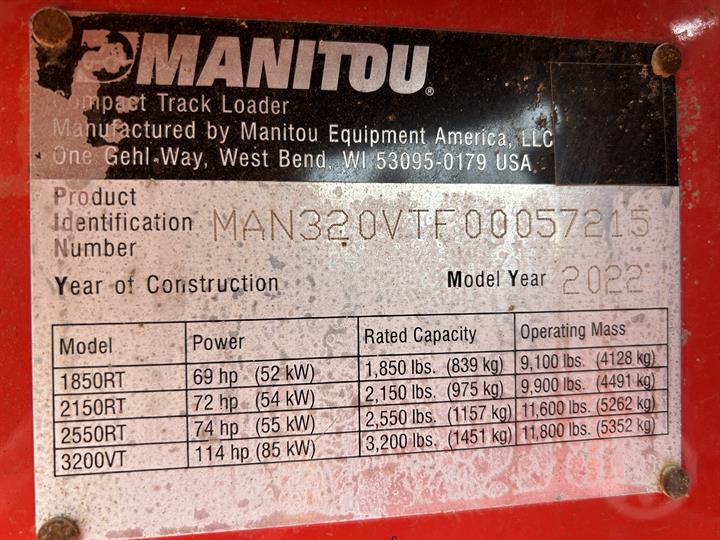 MANITOU®
Compact Track Loader
Manufactured by Manitou Equipment America, LLC
One Gehl Way, West Bend, WI 53095-0179 USA
Product
Identification
Number
MAN320VTF00057215
Year of Construction Model Year 2022
Model Power Rated Capacity Operating Mass
1850RT 69 hp (52 kW) 1,850 lbs. (839 kg) 9,100 lbs. (4128 kg)
2150RT 72 hp (54 kW) 2,150 lbs. (975 kg) 9,900 lbs. (4491 kg)
2550RT 74 hp (55 kW) 2,550 lbs. (1157 kg) 11,600 lbs. (5262 kg)
3200VT 114 hp (85 kW) 3,200 lbs. (1451 kg) 11,800 lbs. (5352 kg)